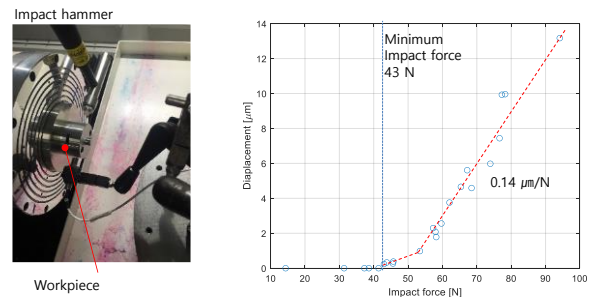 Impact hammer
Workpiece
Minimum
Impact force
43 N
0.14 ㎛/N
Displacement [μm]
14
12
10
8
6
4
2
0
10
20
30
40
50
60
70
80
90
100
Impact force [N]